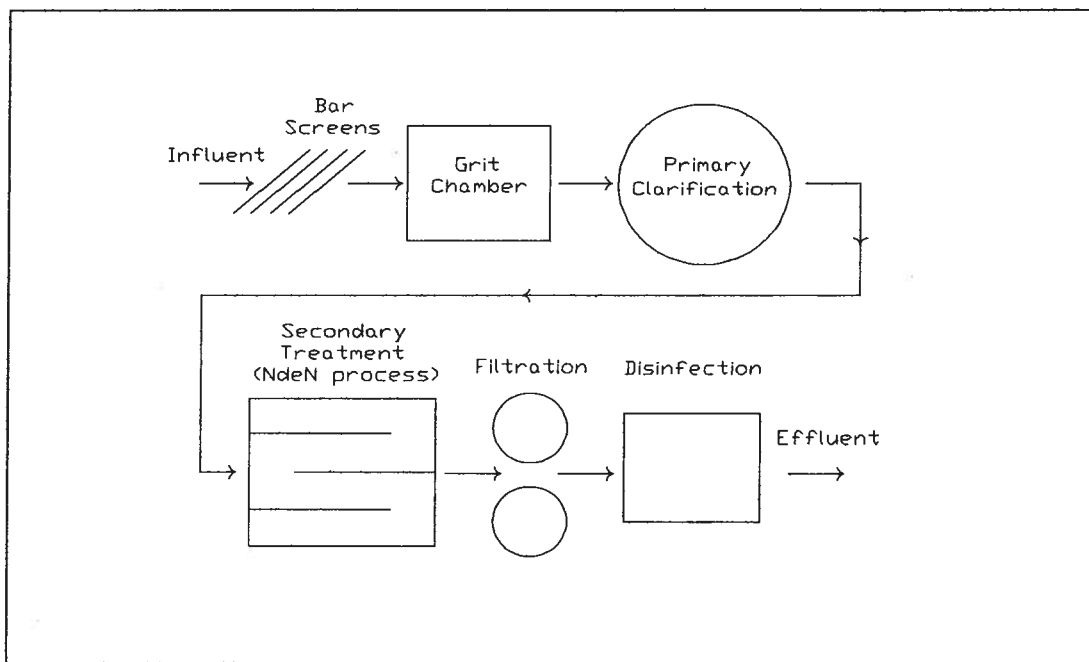 Influent
Bar
Screens
Grit
Chamber
Primary
Clarification
Secondary
Treatment
(NdeN process)
Filtration
Disinfection
Effluent